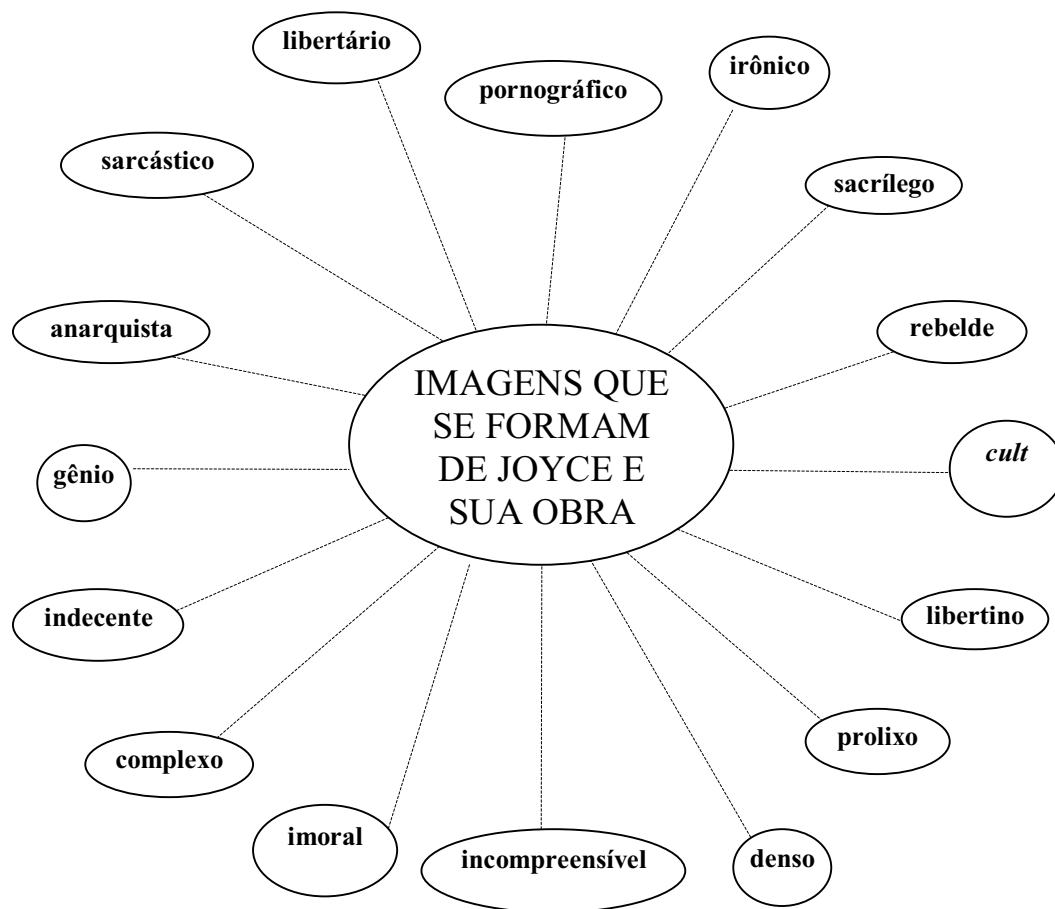 libertário
pornográfico
irônico
sarcástico
sacrílego
anarquista
rebelde
IMAGENS QUE
SE FORMAM
DE JOYCE E
SUA OBRA
gênio
cult
indecente
libertino
complexo
prolixo
imoral
incompreensível
denso